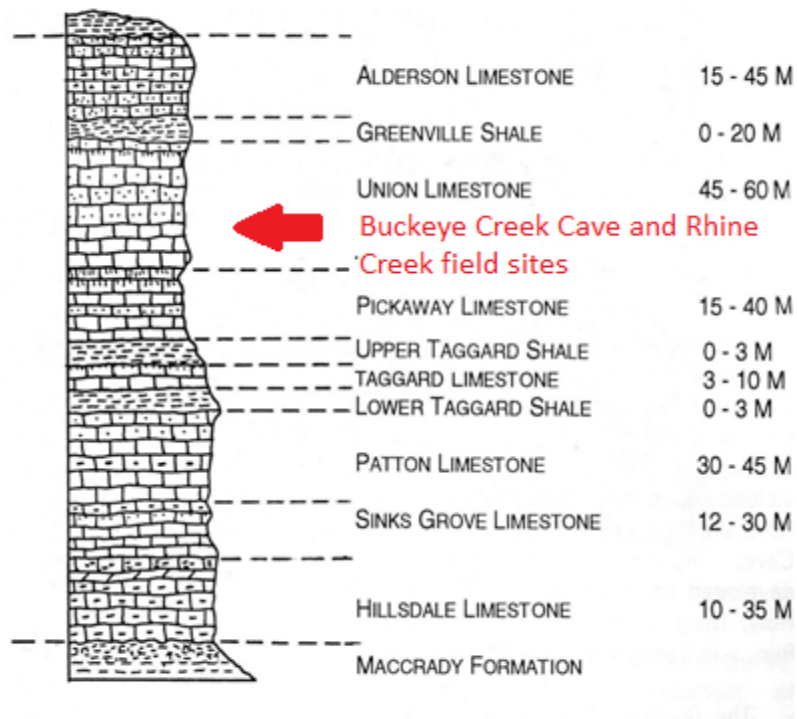 ALDERSON LIMESTONE 15 - 45 M
GREENVILLE SHALE 0 - 20 M
UNION LIMESTONE 45 - 60 M
Buckeye Creek Cave and Rhine
Creek field sites
PICKAWAY LIMESTONE 15 - 40 M
UPPER TAGGARD SHALE 0 - 3 M
TAGGARD LIMESTONE 3 - 10 M
LOWER TAGGARD SHALE 0 - 3 M
PATTON LIMESTONE 30 - 45 M
SINKS GROVE LIMESTONE 12 - 30 M
HILLSDALE LIMESTONE 10 - 35 M
MACCRADY FORMATION